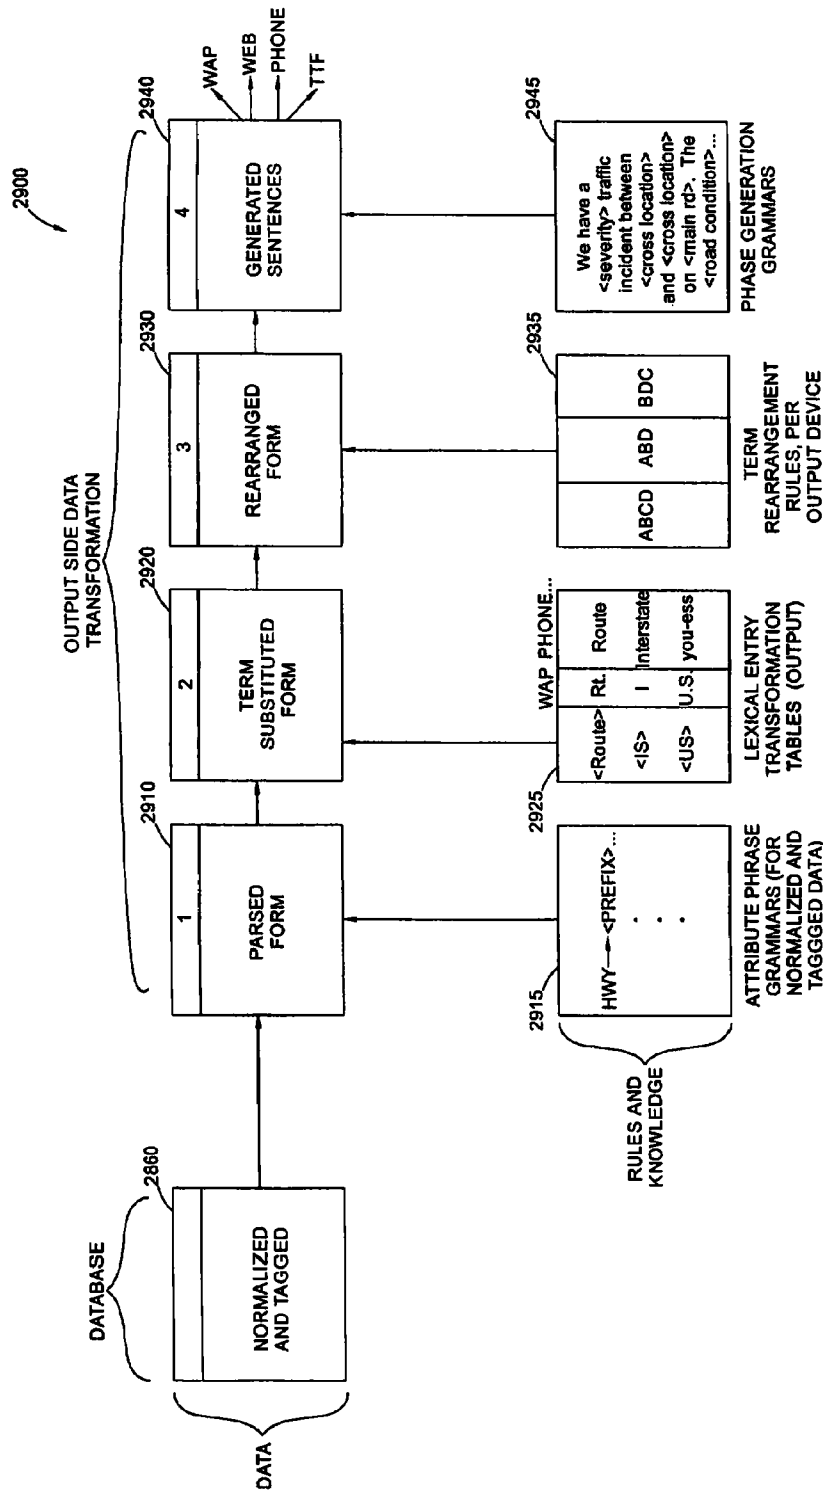 2900
OUTPUT SIDE DATA
TRANSFORMATION
DATABASE
2860
NORMALIZED
AND TAGGED
DATA
2910
1
PARSED
FORM
2920
2
TERM
SUBSTITUTED
FORM
2930
3
REARRANGED
FORM
2940
4
GENERATED
SENTENCES
WAP
WEB
PHONE
TTF
RULES AND
KNOWLEDGE
2915
HWY <PREFIX>...
ATTRIBUTE PHRASE
GRAMMARS (FOR
NORMALIZED AND
TAGGGED DATA)
2925
WAP PHONE...
<Route> Rt. Route
<IS> I Interstate
<US> U.S. you-ess
LEXICAL ENTRY
TRANSFORMATION
TABLES (OUTPUT)
2935
ABCD ABD BDC
TERM
REARRANGEMENT
RULES, PER
OUTPUT DEVICE
2945
We have a
<severity> traffic
incident between
<cross location>
and <cross location>
on <main rd>. The
<road condition>...
PHASE GENERATION
GRAMMARS